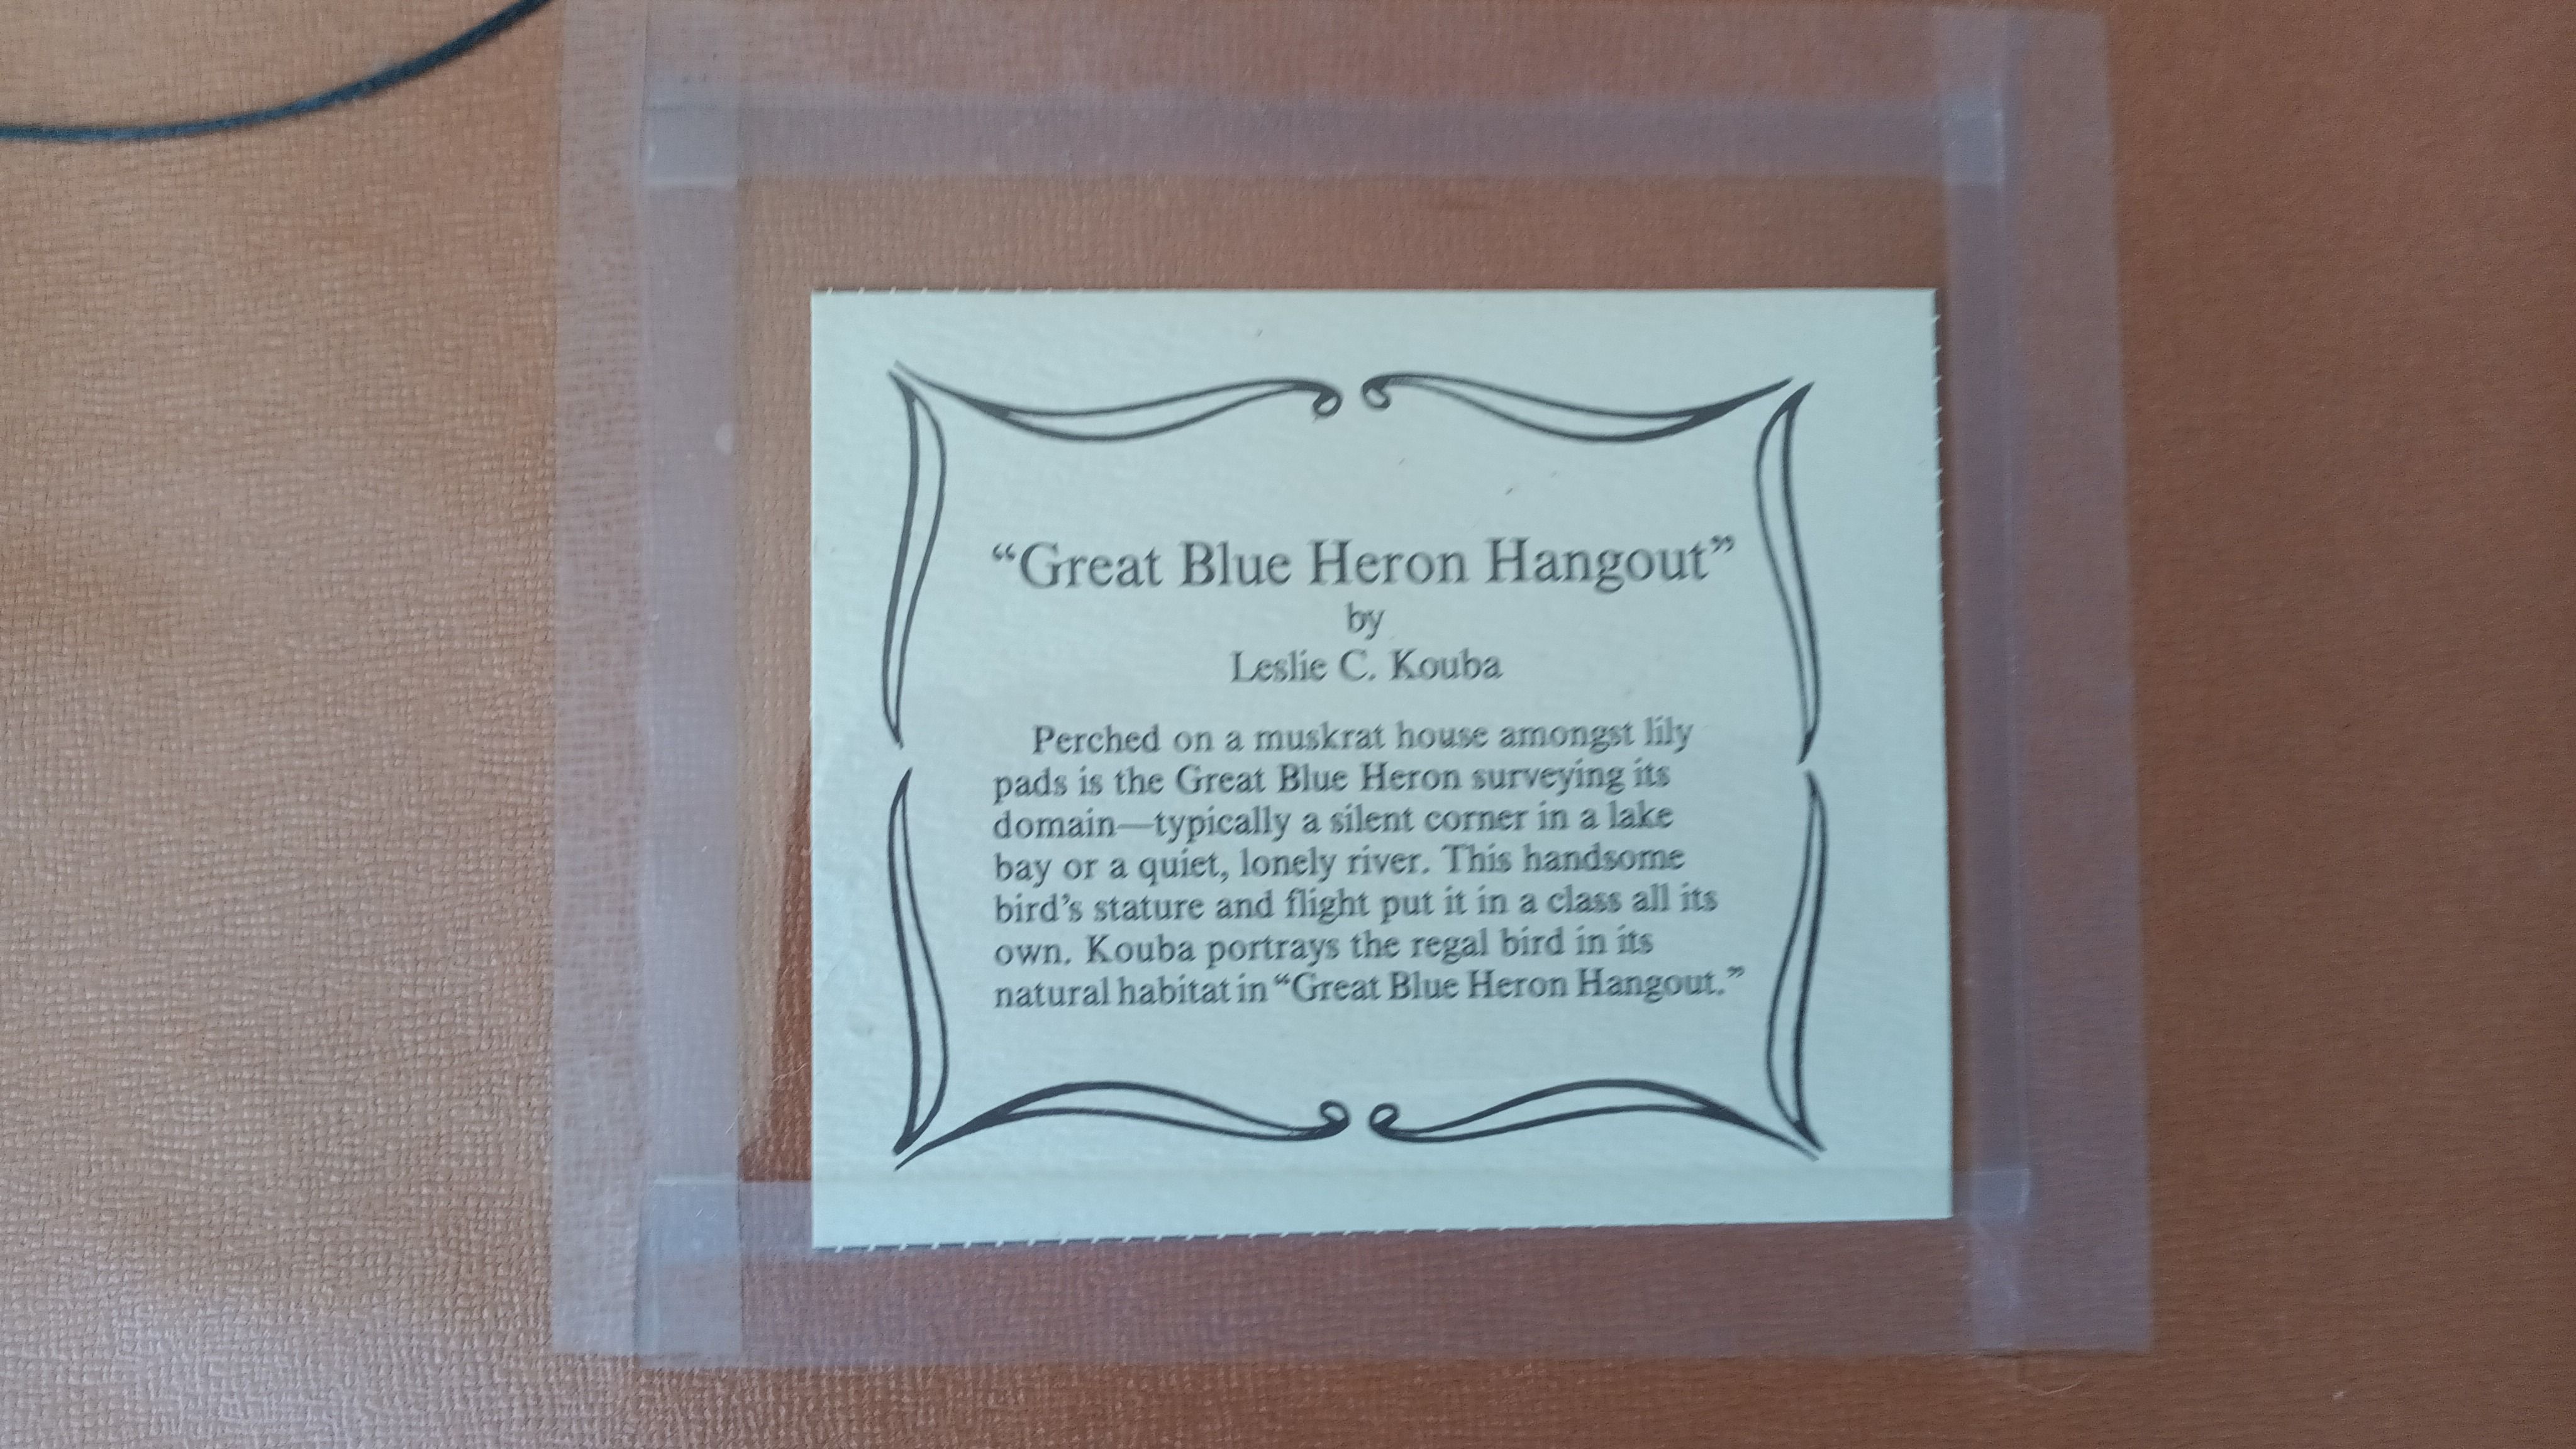 “Great Blue Heron Hangout”
by
Leslie C. Kouba
Perched on a muskrat house amongst lily
pads is the Great Blue Heron surveying its
domain—typically a silent corner in a lake
bay or a quiet, lonely river. This handsome
bird’s stature and flight put it in a class all its
own. Kouba portrays the regal bird in its
natural habitat in “Great Blue Heron Hangout.”